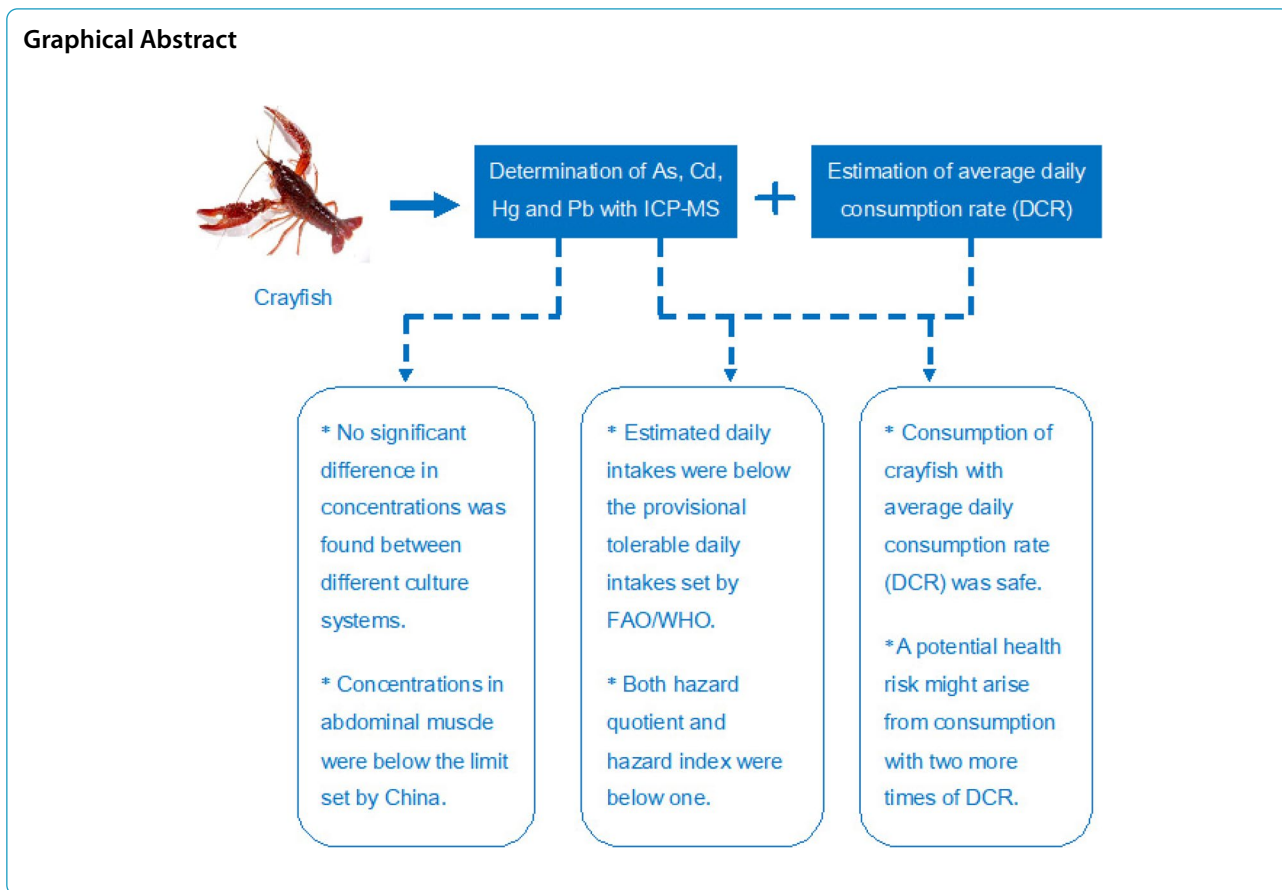 Graphical Abstract
Determination of As, Cd,
Hg and Pb with ICP-MS
Estimation of average daily
consumption rate (DCR)
Crayfish
* No significant
difference in
concentrations was
found between
different culture
systems.
* Concentrations in
abdominal muscle
were below the limit
set by China.
* Estimated daily
intakes were below
the provisional
tolerable daily
intakes set by
FAO/WHO.
* Both hazard
quotient and
hazard index were
below one.
* Consumption of
crayfish with
average daily
consumption rate
(DCR) was safe.
*A potential health
risk might arise
from consumption
with two more
times of DCR.